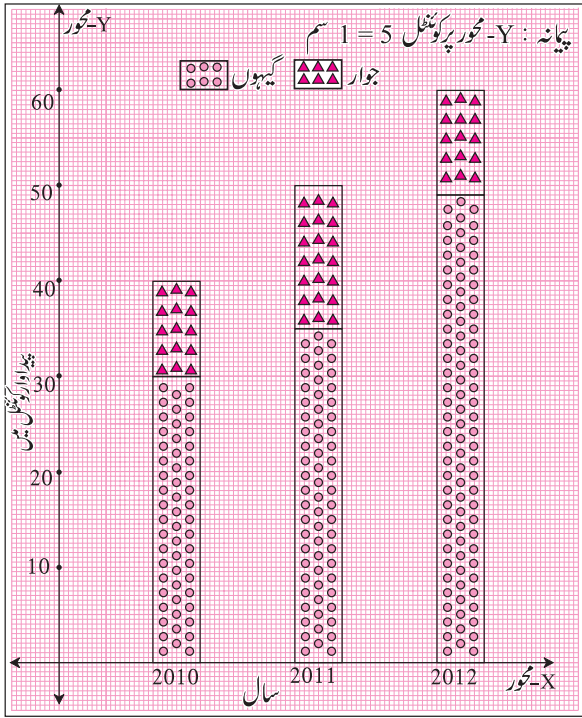 پیمانہ : Y-محور پر کوئنٹل 5 = 1 سم
Y-محور
گیہوں
جوار
60
50
40
30
20
10
پیداوار کوئنٹل میں
2010
2011
2012
سال
X-محور